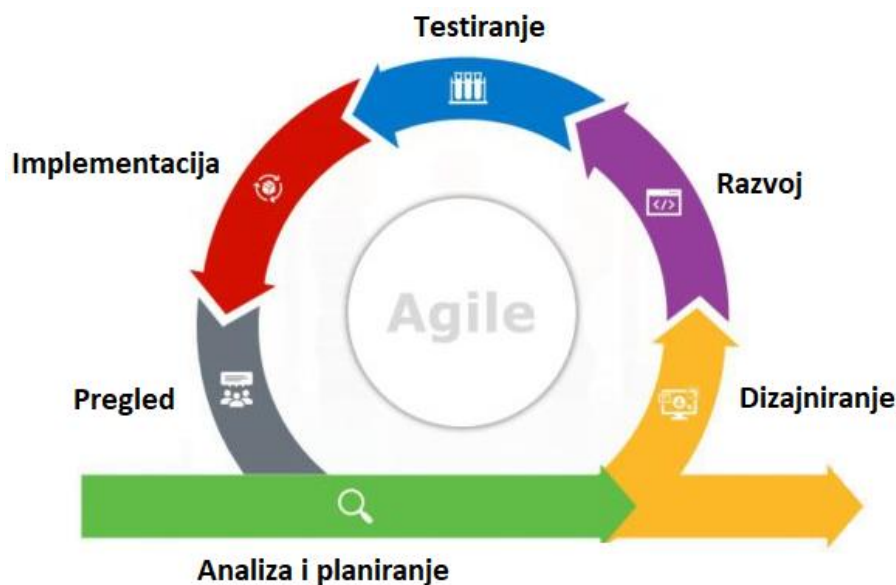 Testiranje
Implementacija
Razvoj
Agile
Pregled
Dizajniranje
Analiza i planiranje